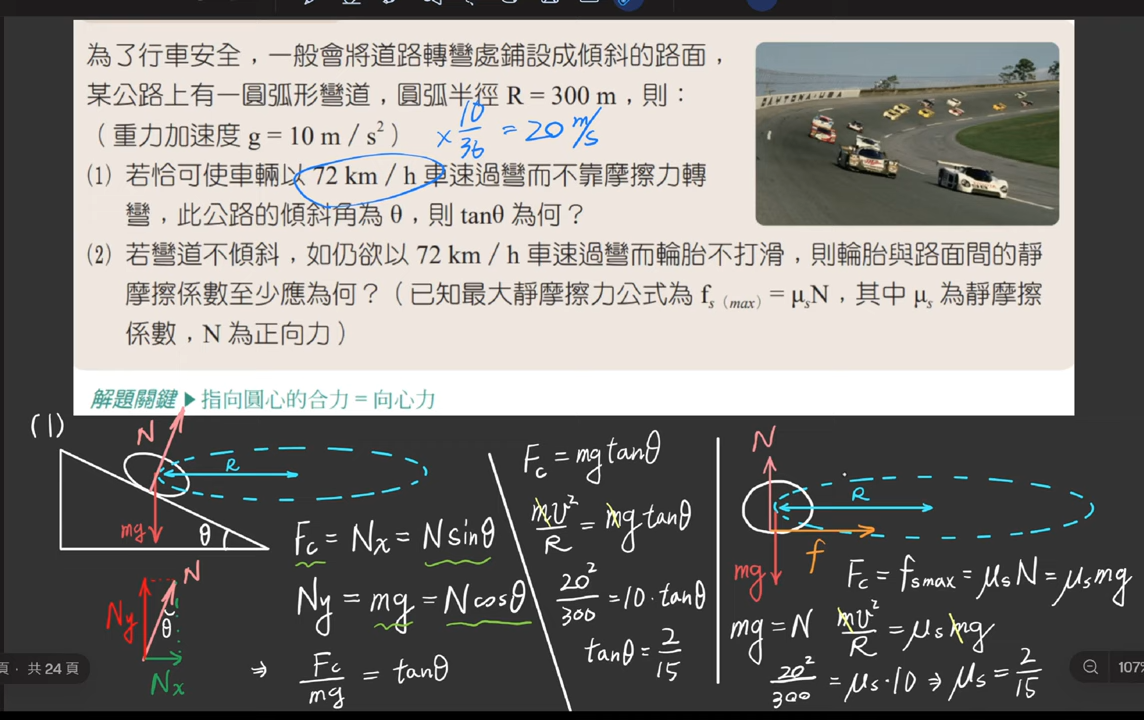 為了行車安全，一般會將道路轉彎處鋪設成傾斜的路面，
某公路上有一圓弧形彎道，圓弧半徑 R = 300 m，則：
（重力加速度 g = 10 m / s²）
× 10/36 = 20 m/s
(1) 若恰可使車輛以 72 km / h 車速過彎而不靠摩擦力轉
彎，此公路的傾斜角為 θ，則 tanθ 為何？
(2) 若彎道不傾斜，如仍欲以 72 km / h 車速過彎而輪胎不打滑，則輪胎與路面間的靜
摩擦係數至少應為何？（已知最大靜摩擦力公式為 fs (max) = μsN，其中 μs 為靜摩擦
係數，N 為正向力）
DAYTONA U.S.A
解題關鍵▶指向圓心的合力 = 向心力
(1)
N
R
mg
θ
N
Ny
θ
Nx
Fc = Nx = Nsinθ
Ny = mg = Ncosθ
⇒ Fc/mg = tanθ
Fc = mgtanθ
mv²/R = mgtanθ
20²/300 = 10·tanθ
tanθ = 2/15
N
R
f
mg
Fc = fsmax = μsN = μsmg
mg = N
mv²/R = μsmg
20²/300 = μs·10 ⇒ μs = 2/15
頁，共 24 頁
107%